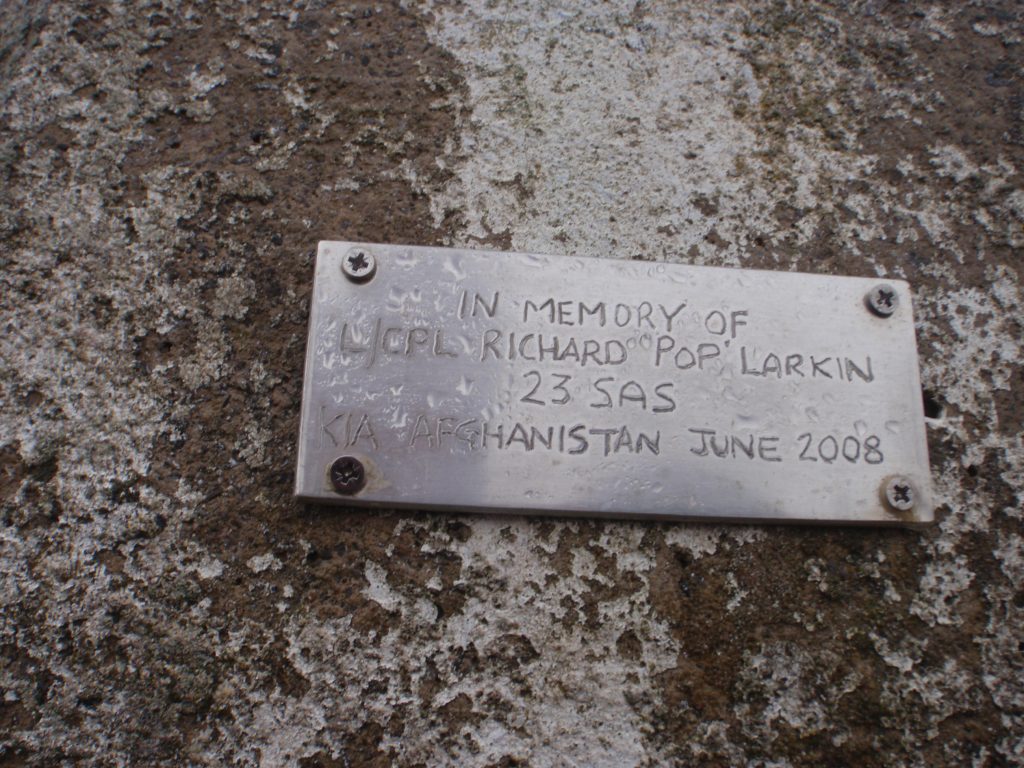 IN MEMORY OF
L/CPL RICHARD "POP" LARKIN
23 SAS
KIA AFGHANISTAN JUNE 2008